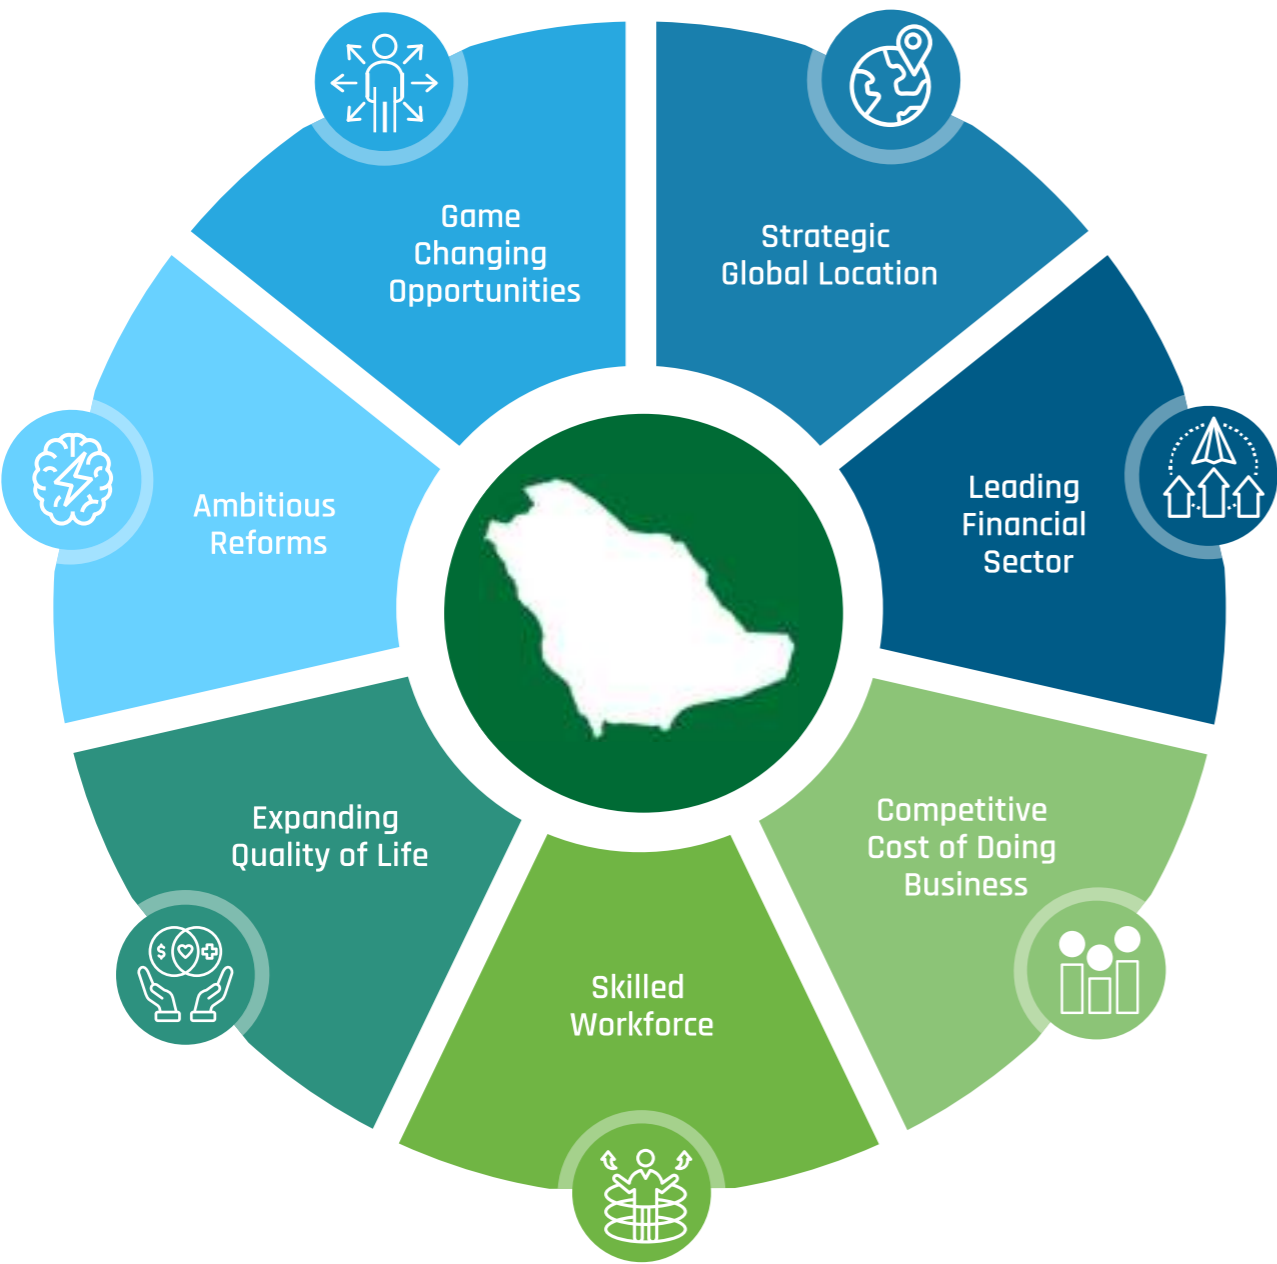 Game
Changing
Opportunities
Strategic
Global Location
Leading
Financial
Sector
Competitive
Cost of Doing
Business
Skilled
Workforce
Expanding
Quality of Life
$
Ambitious
Reforms